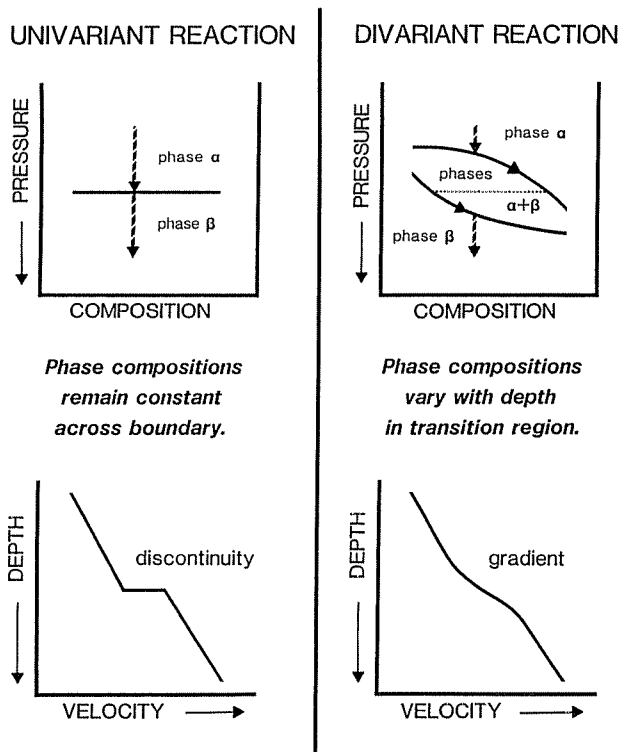 UNIVARIANT REACTION
PRESSURE
phase α
phase β
COMPOSITION
Phase compositions
remain constant
across boundary.
DEPTH
discontinuity
VELOCITY
DIVARIANT REACTION
PRESSURE
phase α
phases
α+β
phase β
COMPOSITION
Phase compositions
vary with depth
in transition region.
DEPTH
gradient
VELOCITY